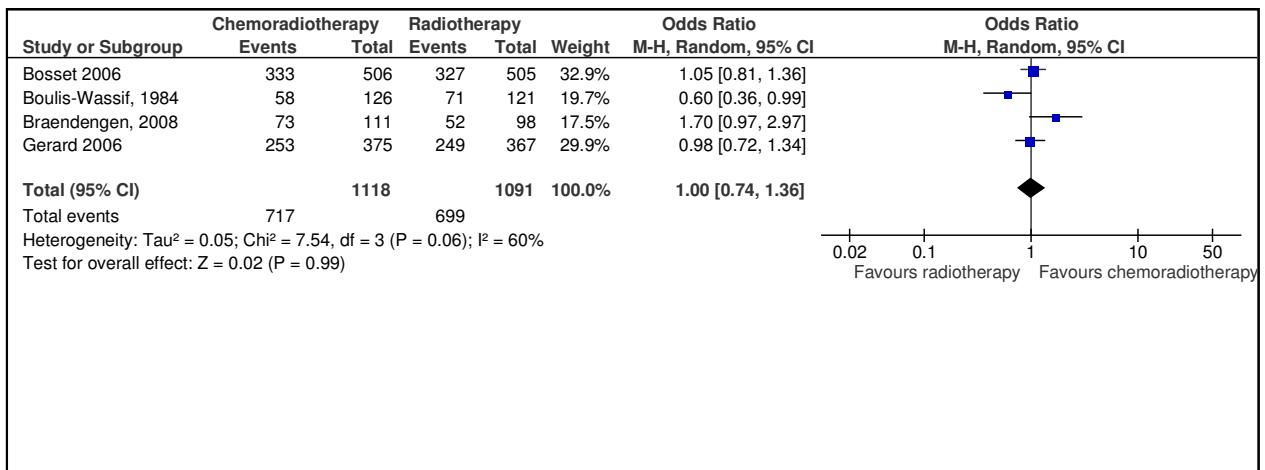 Chemoradiotherapy Radiotherapy Odds Ratio Odds Ratio
Study or Subgroup Events Total Events Total Weight M-H, Random, 95% CI M-H, Random, 95% CI
Bosset 2006 333 506 327 505 32.9% 1.05 [0.81, 1.36]
Boulis-Wassif, 1984 58 126 71 121 19.7% 0.60 [0.36, 0.99]
Braendengen, 2008 73 111 52 98 17.5% 1.70 [0.97, 2.97]
Gerard 2006 253 375 249 367 29.9% 0.98 [0.72, 1.34]
Total (95% CI) 1118 1091 100.0% 1.00 [0.74, 1.36]
Total events 717 699
Heterogeneity: Tau² = 0.05; Chi² = 7.54, df = 3 (P = 0.06); I² = 60%
Test for overall effect: Z = 0.02 (P = 0.99)
0.02 0.1 1 10 50
Favours radiotherapy Favours chemoradiotherapy